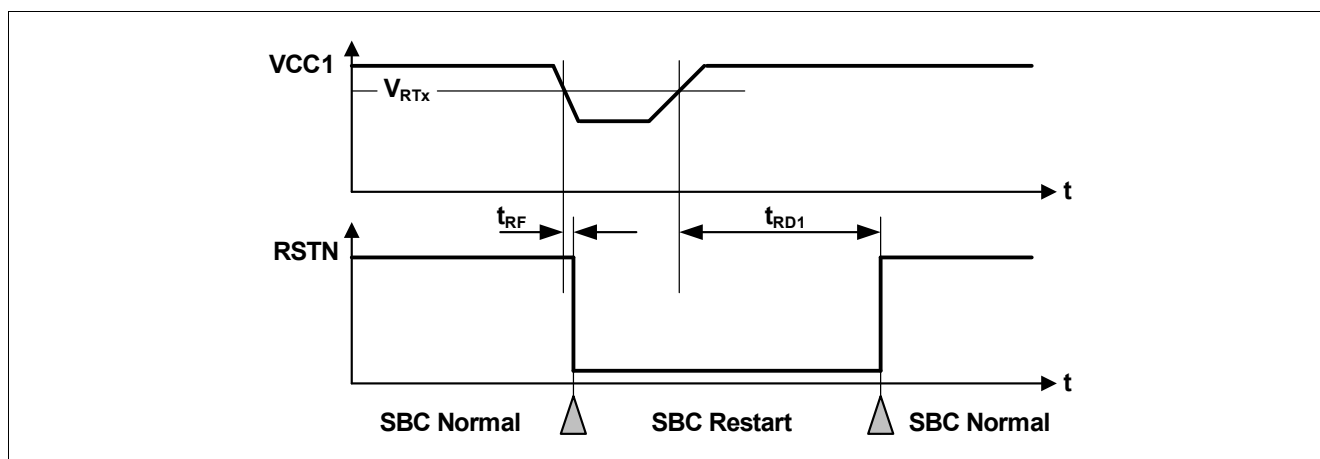 VCC1
VRTx
t
tRF
tRD1
RSTN
t
SBC Normal
SBC Restart
SBC Normal